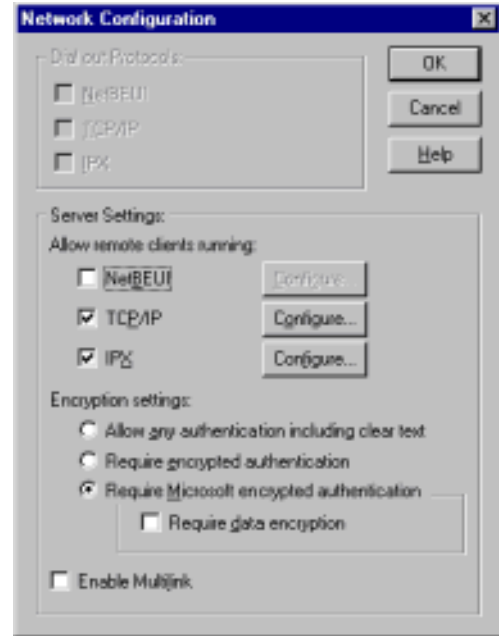 Network Configuration
Dial out Protocols:
NetBEUI
TCP/IP
IPX
OK
Cancel
Help
Server Settings:
Allow remote clients running:
NetBEUI
Configure...
TCP/IP
Configure...
IPX
Configure...
Encryption settings:
Allow any authentication including clear text
Require encrypted authentication
Require Microsoft encrypted authentication
Require data encryption
Enable Multilink